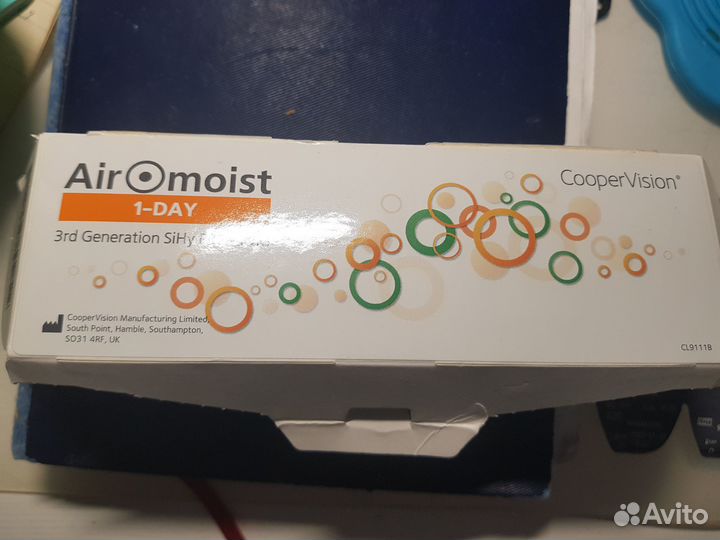 Air moist
CooperVision®
1-DAY
3rd Generation SiHy
CooperVision Manufacturing Limited,
South Point, Hamble, Southampton,
SO31 4RF, UK
CL9111B
Avito